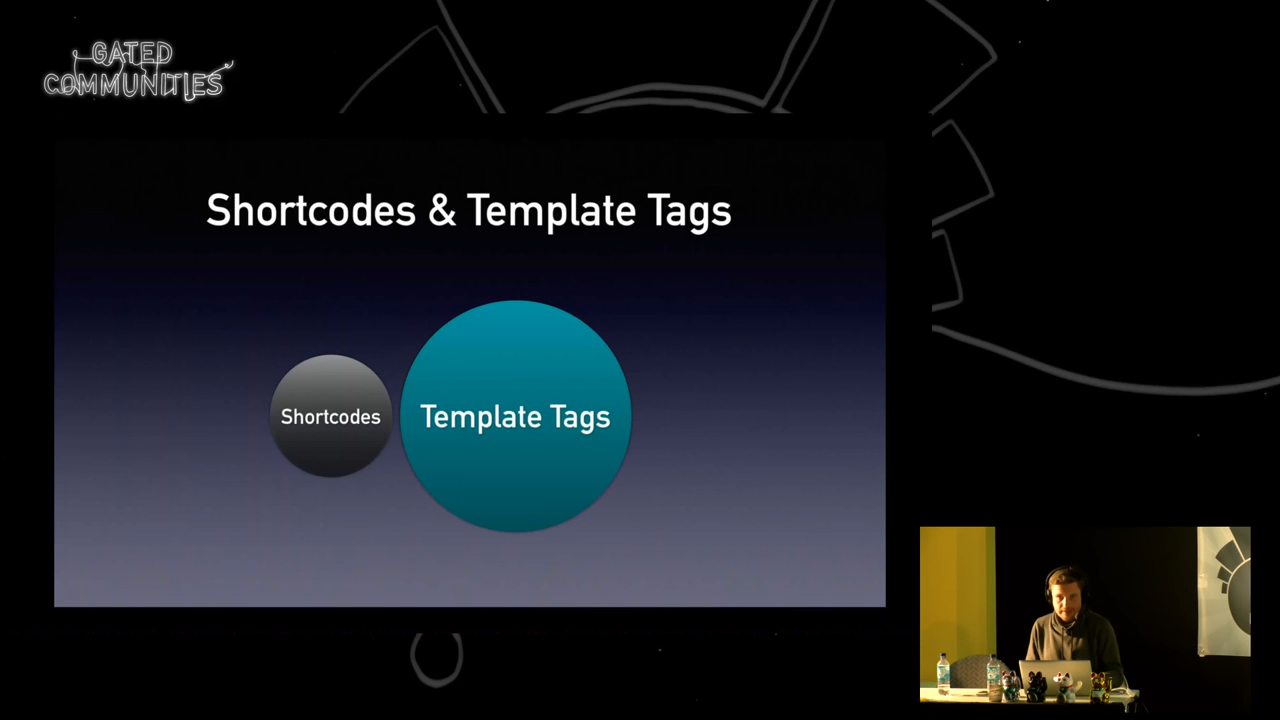 GATED
COMMUNITIES
Shortcodes & Template Tags
Shortcodes
Template Tags